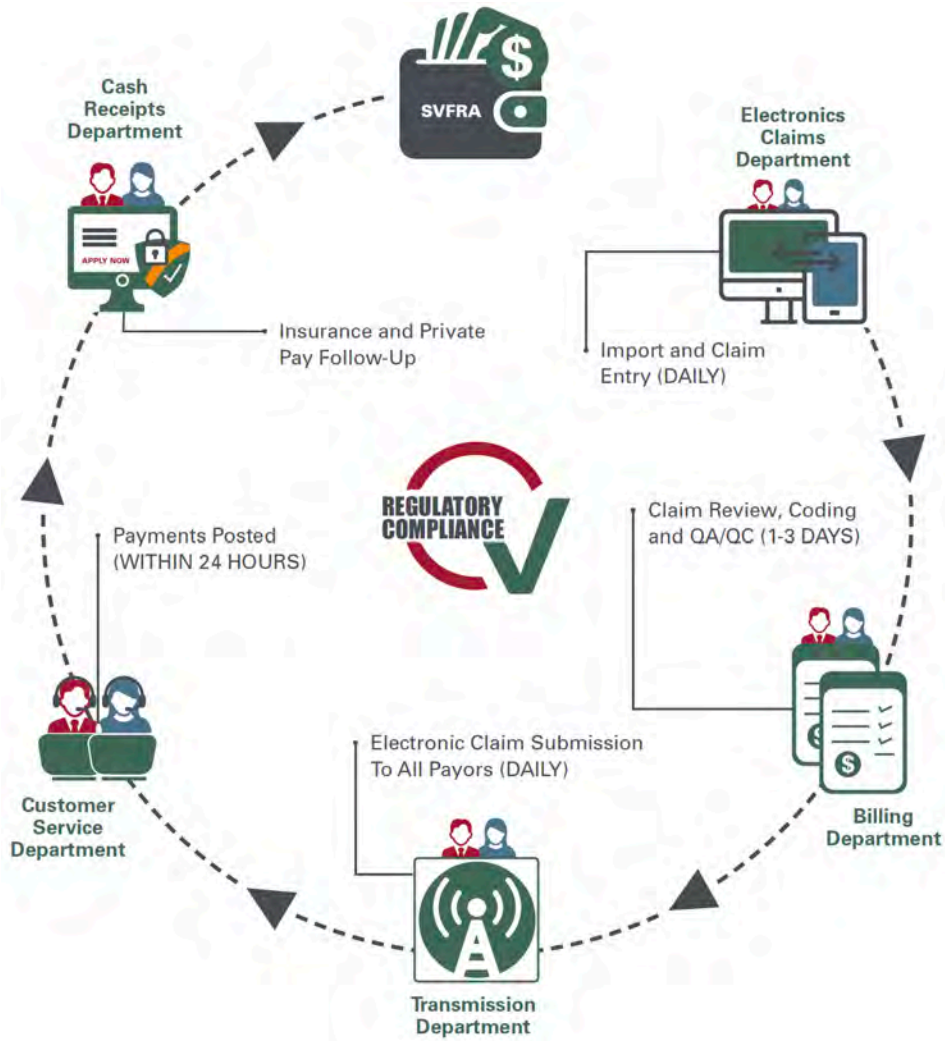 Cash
Receipts
Department
SVFRA
$
Electronics
Claims
Department
APPLY NOW
Insurance and Private
Pay Follow-Up
Import and Claim
Entry (DAILY)
REGULATORY
COMPLIANCE
Claim Review, Coding
and QA/QC (1-3 DAYS)
Payments Posted
(WITHIN 24 HOURS)
Electronic Claim Submission
To All Payors (DAILY)
$
$
Customer
Service
Department
Billing
Department
Transmission
Department